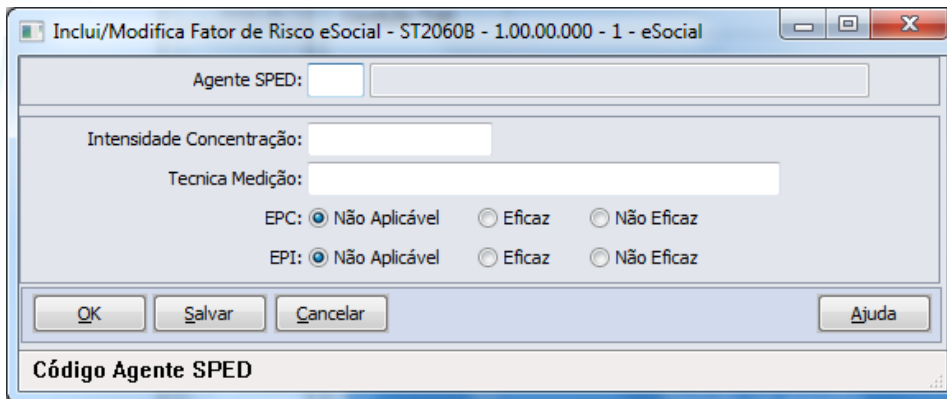 Inclui/Modifica Fator de Risco eSocial - ST2060B - 1.00.00.000 - 1 - eSocial
Agente SPED:
Intensidade Concentração:
Tecnica Medição:
EPC: Não Aplicável Eficaz Não Eficaz
EPI: Não Aplicável Eficaz Não Eficaz
OK Salvar Cancelar Ajuda
Código Agente SPED